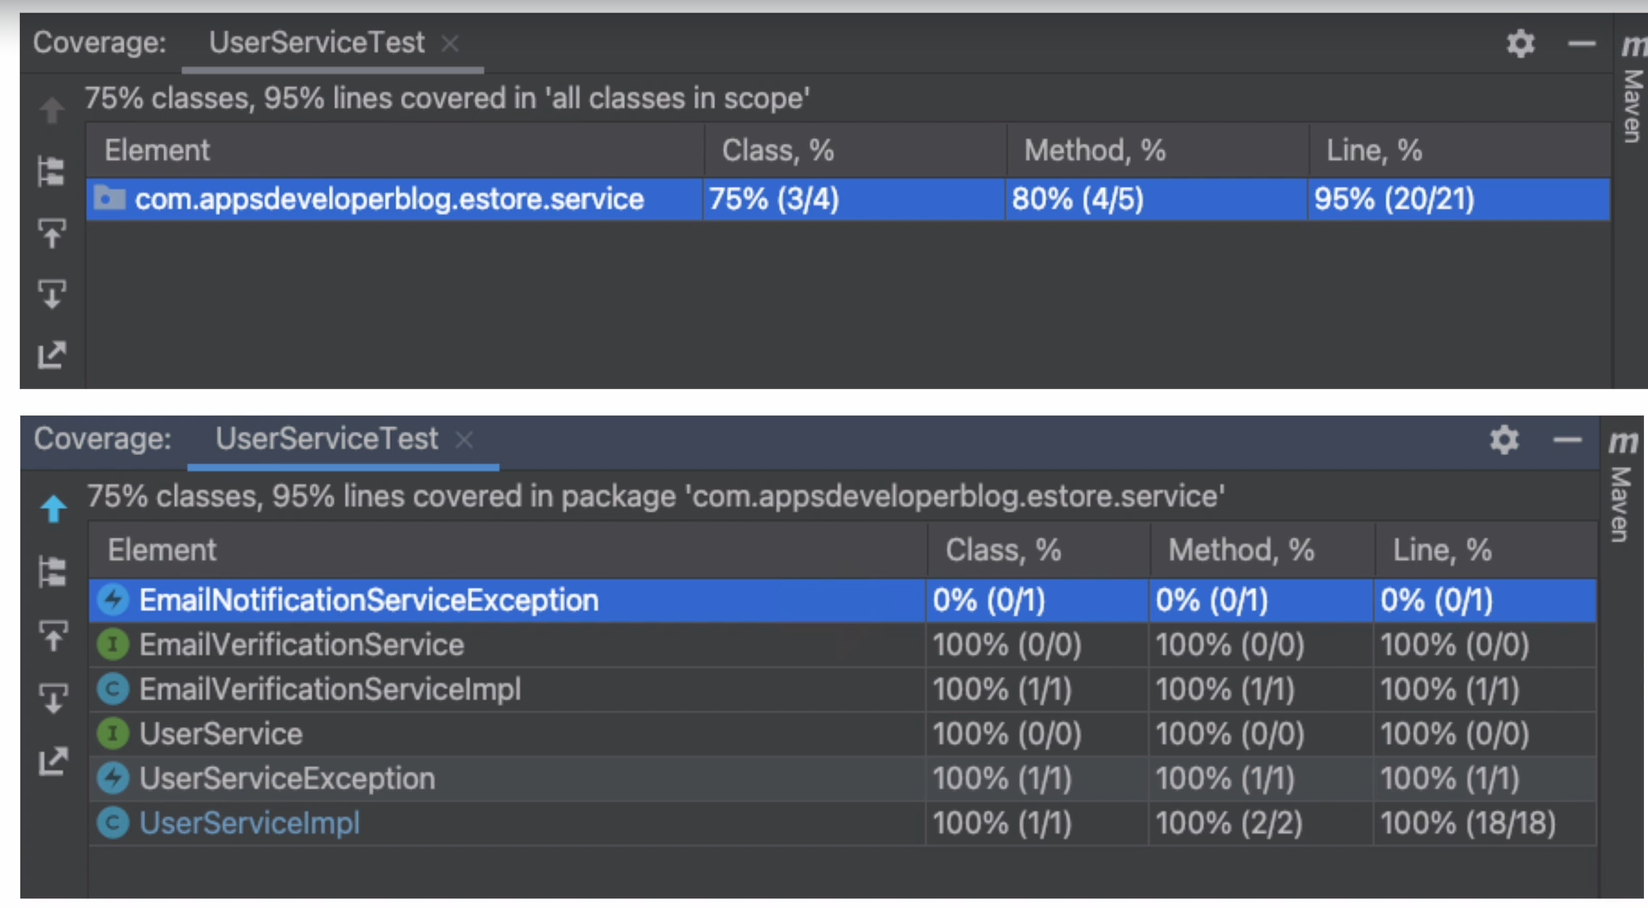 Coverage: UserServiceTest
75% classes, 95% lines covered in 'all classes in scope'
Element Class, % Method, % Line, %
com.appsdeveloperblog.estore.service 75% (3/4) 80% (4/5) 95% (20/21)
m Maven
Coverage: UserServiceTest
75% classes, 95% lines covered in package 'com.appsdeveloperblog.estore.service'
Element Class, % Method, % Line, %
EmailNotificationServiceException 0% (0/1) 0% (0/1) 0% (0/1)
I EmailVerificationService 100% (0/0) 100% (0/0) 100% (0/0)
C EmailVerificationServiceImpl 100% (1/1) 100% (1/1) 100% (1/1)
I UserService 100% (0/0) 100% (0/0) 100% (0/0)
UserServiceException 100% (1/1) 100% (1/1) 100% (1/1)
C UserServiceImpl 100% (1/1) 100% (2/2) 100% (18/18)
m Maven